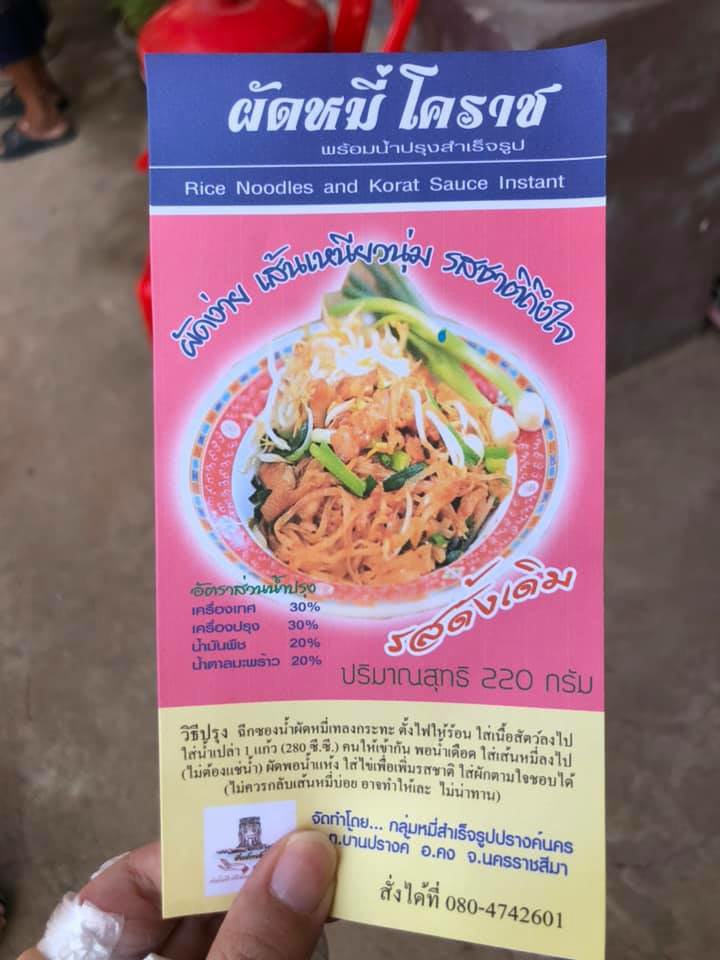 ผัดหมี่ โคราช
พร้อมน้ำปรุงสำเร็จรูป
Rice Noodles and Korat Sauce Instant
ผัดง่าย เส้นเหนียวนุ่ม รสชาติถึงใจ
อัตราส่วนน้ำปรุง
เครื่องเทศ 30%
เครื่องปรุง 30%
น้ำมันพืช 20%
น้ำตาลมะพร้าว 20%
รสดั้งเดิม
ปริมาณสุทธิ 220 กรัม
วิธีปรุง ฉีกซองน้ำผัดหมี่เทลงกระทะ ตั้งไฟให้ร้อน ใส่เนื้อสัตว์ลงไป
ใส่น้ำเปล่า 1 แก้ว (280 ซี.ซี.) คนให้เข้ากัน พอน้ำเดือด ใส่เส้นหมี่ลงไป
(ไม่ต้องแช่น้ำ) ผัดพอน้ำแห้ง ใส่ไข่เพื่อเพิ่มรสชาติ ใส่ผักตามใจชอบได้
(ไม่ควรกลับเส้นหมี่บ่อย อาจทำให้เละ ไม่น่าทาน)
จัดทำโดย... กลุ่มหมี่สำเร็จรูปปรางค์นคร
ต.บ้านปรางค์ อ.คง จ.นครราชสีมา
สั่งได้ที่ 080-4742601